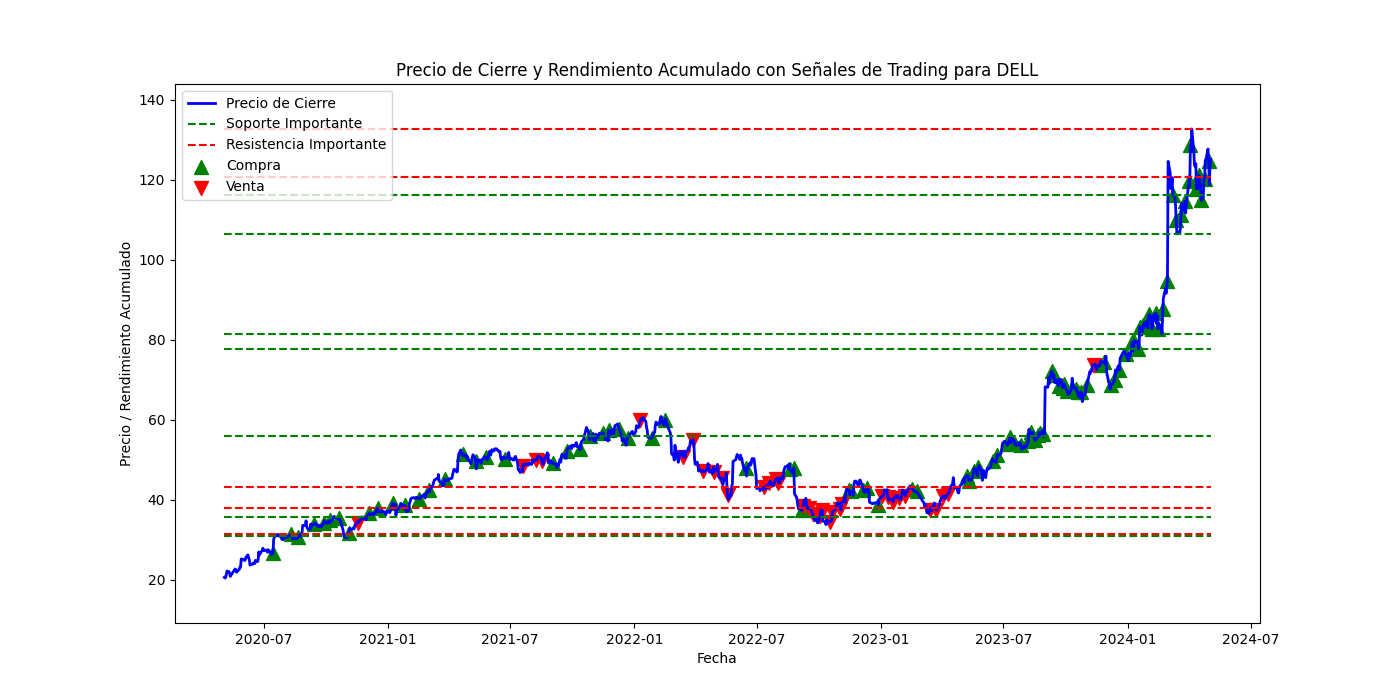 Precio de Cierre y Rendimiento Acumulado con Señales de Trading para DELL
Precio de Cierre
Soporte Importante
Resistencia Importante
Compra
Venta
Precio / Rendimiento Acumulado
140
120
100
80
60
40
20
2020-07
2021-01
2021-07
2022-01
2022-07
2023-01
2023-07
2024-01
2024-07
Fecha